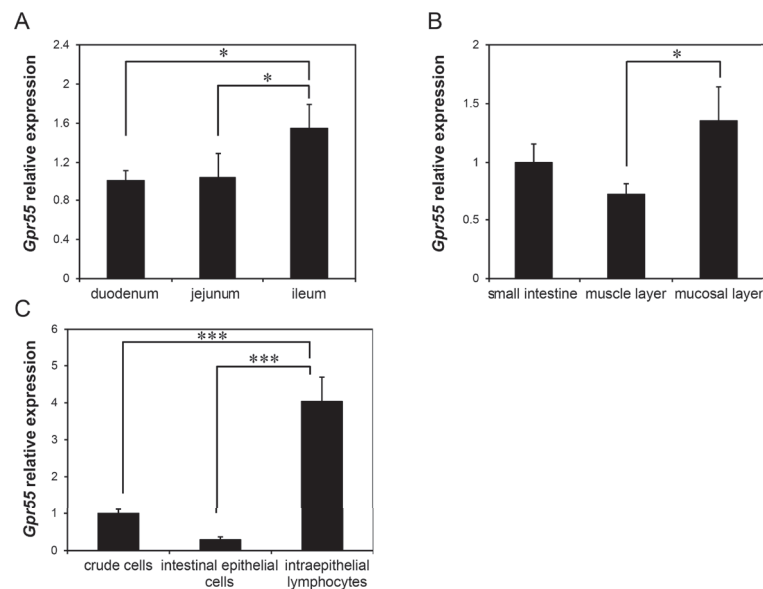 A
Gpr55 relative expression
2.4
2
1.6
1.2
0.8
0.4
0
*
*
duodenum jejunum ileum
B
Gpr55 relative expression
2
1.5
1
0.5
0
*
small intestine muscle layer mucosal layer
C
Gpr55 relative expression
6
5
4
3
2
1
0
***
***
crude cells intestinal epithelial intraepithelial
cells lymphocytes